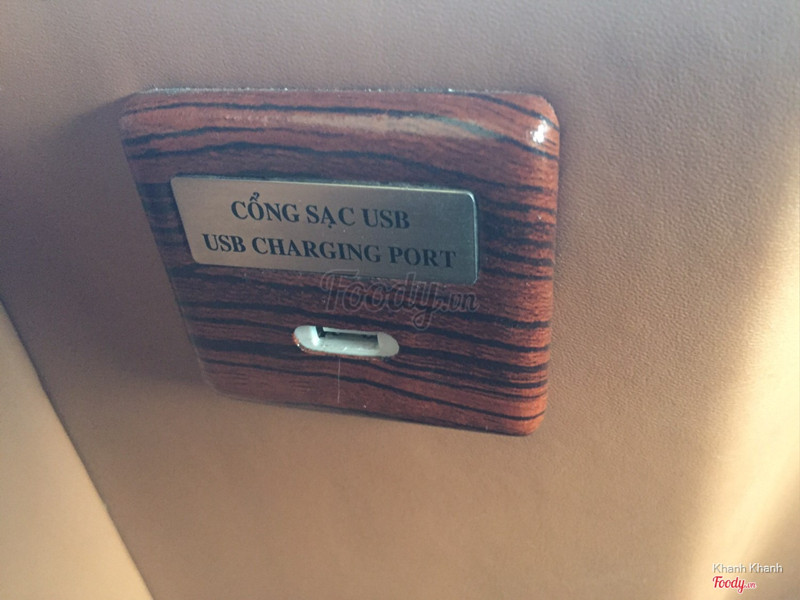 CỔNG SẠC USB
USB CHARGING PORT
Foody.vn
Khanh Khanh
Foody.vn